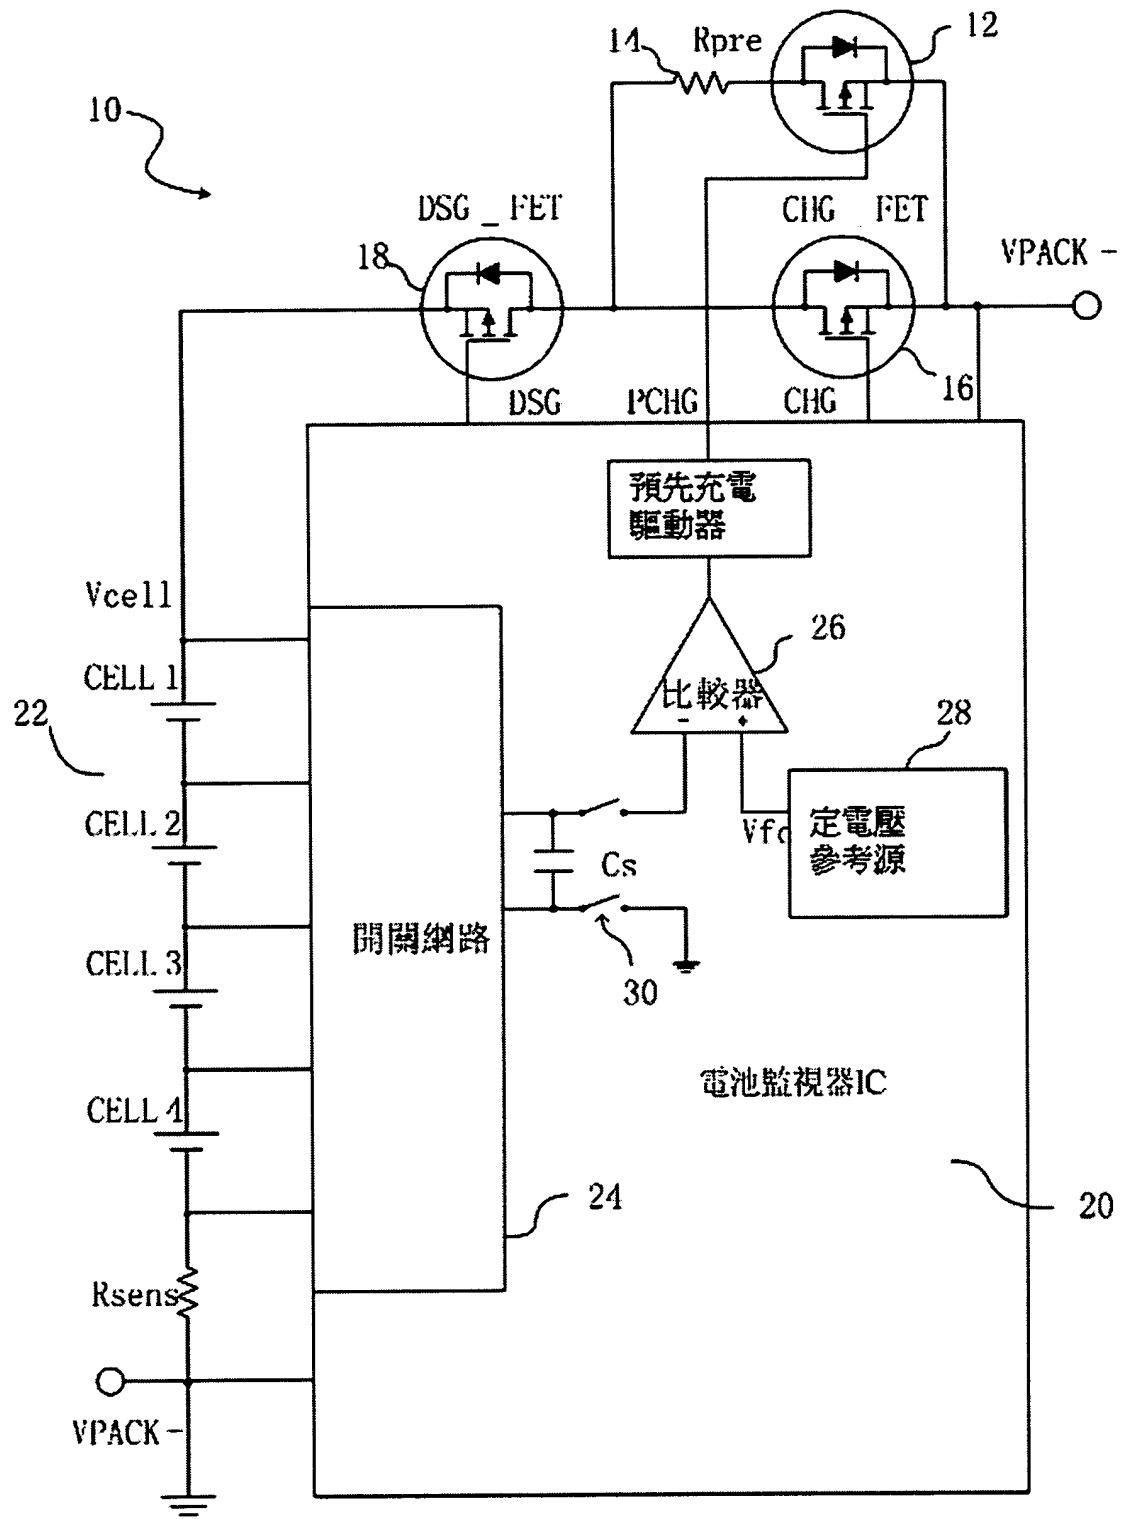 12
14
Rpre
10
DSG _ FET
CHG _ FET
VPACK -
18
16
DSG
PCHG
CHG
預先充電
驅動器
Vcell
26
CELL 1
比較器
- +
22
28
CELL 2
Vfc
定電壓
參考源
Cs
開關網路
CELL 3
30
電池監視器IC
CELL 4
24
20
Rsens
VPACK -